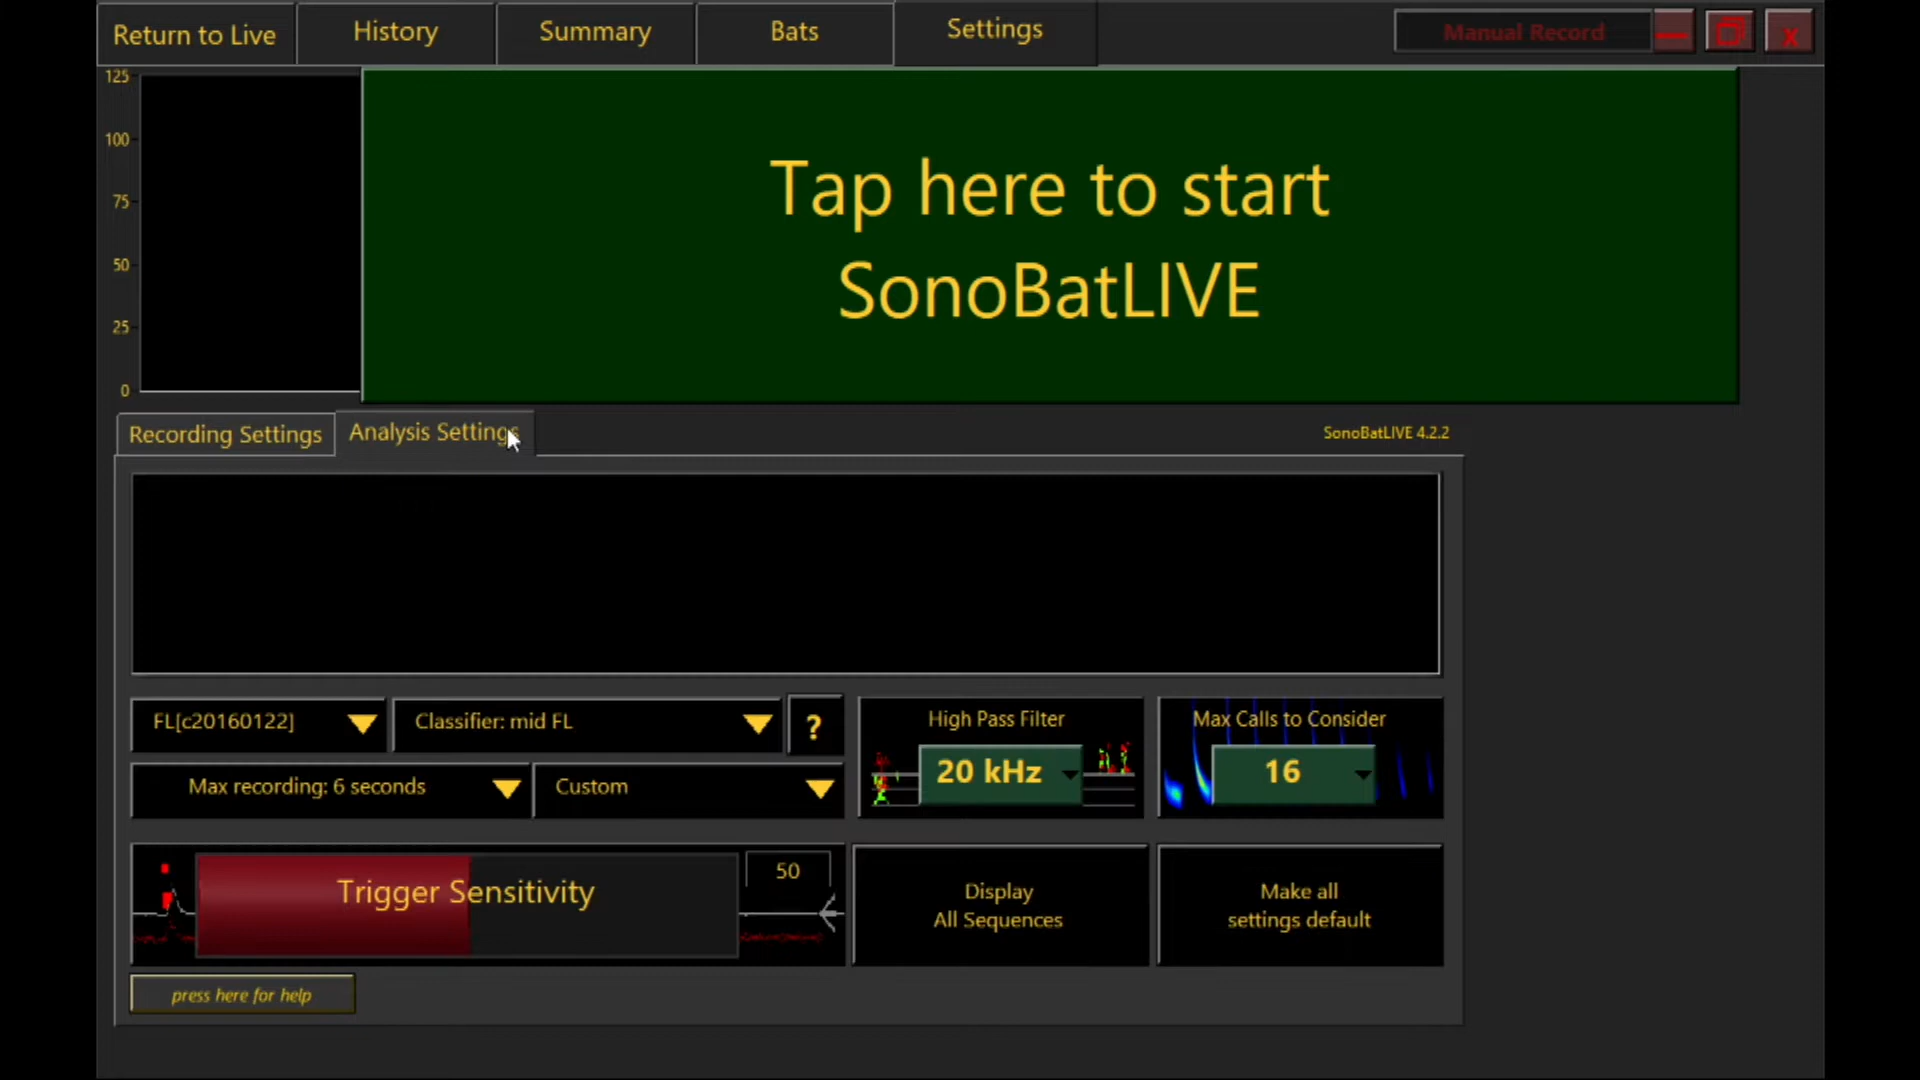 Return to Live
History
Summary
Bats
Settings
Manual Record
x
125
100
75
50
25
0
Tap here to start
SonoBatLIVE
Recording Settings
Analysis Settings
SonoBatLIVE 4.2.2
FL[c20160122]
Classifier: mid FL
?
High Pass Filter
20 kHz
Max Calls to Consider
16
Max recording: 6 seconds
Custom
Trigger Sensitivity
50
Display
All Sequences
Make all
settings default
press here for help